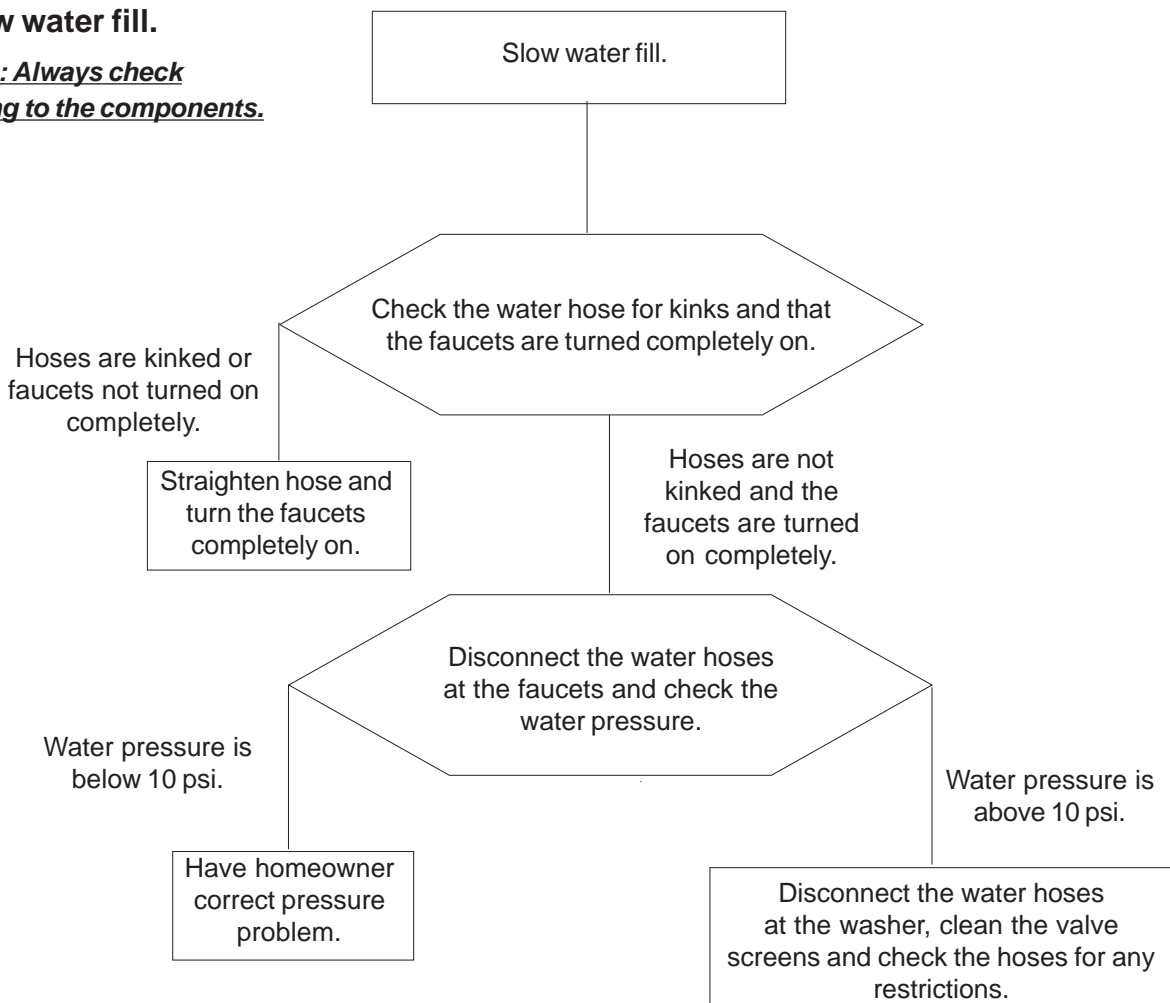 water fill.
: Always check
to the components.
Slow water fill.
Check the water hose for kinks and that
the faucets are turned completely on.
Hoses are kinked or
faucets not turned on
completely.
Straighten hose and
turn the faucets
completely on.
Hoses are not
kinked and the
faucets are turned
on completely.
Disconnect the water hoses
at the faucets and check the
water pressure.
Water pressure is
below 10 psi.
Water pressure is
above 10 psi.
Have homeowner
correct pressure
problem.
Disconnect the water hoses
at the washer, clean the valve
screens and check the hoses for any
restrictions.